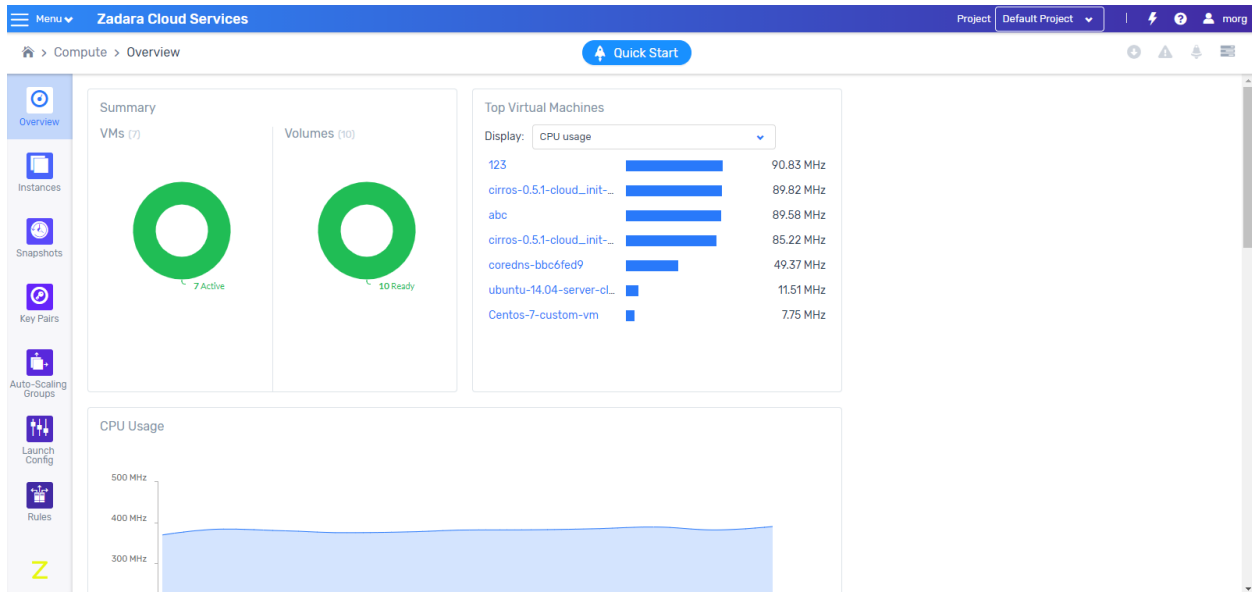 Menu Zadara Cloud Services Project Default Project morg
> Compute > Overview Quick Start
Overview
Instances
Snapshots
Key Pairs
Auto-Scaling
Groups
Launch
Config
Rules
Z
Summary
VMs (7)
7 Active
Volumes (10)
10 Ready
Top Virtual Machines
Display: CPU usage
123 90.83 MHz
cirros-0.5.1-cloud_init-... 89.82 MHz
abc 89.58 MHz
cirros-0.5.1-cloud_init-... 85.22 MHz
coredns-bbc6fed9 49.37 MHz
ubuntu-14.04-server-cl... 11.51 MHz
Centos-7-custom-vm 7.75 MHz
CPU Usage
500 MHz
400 MHz
300 MHz